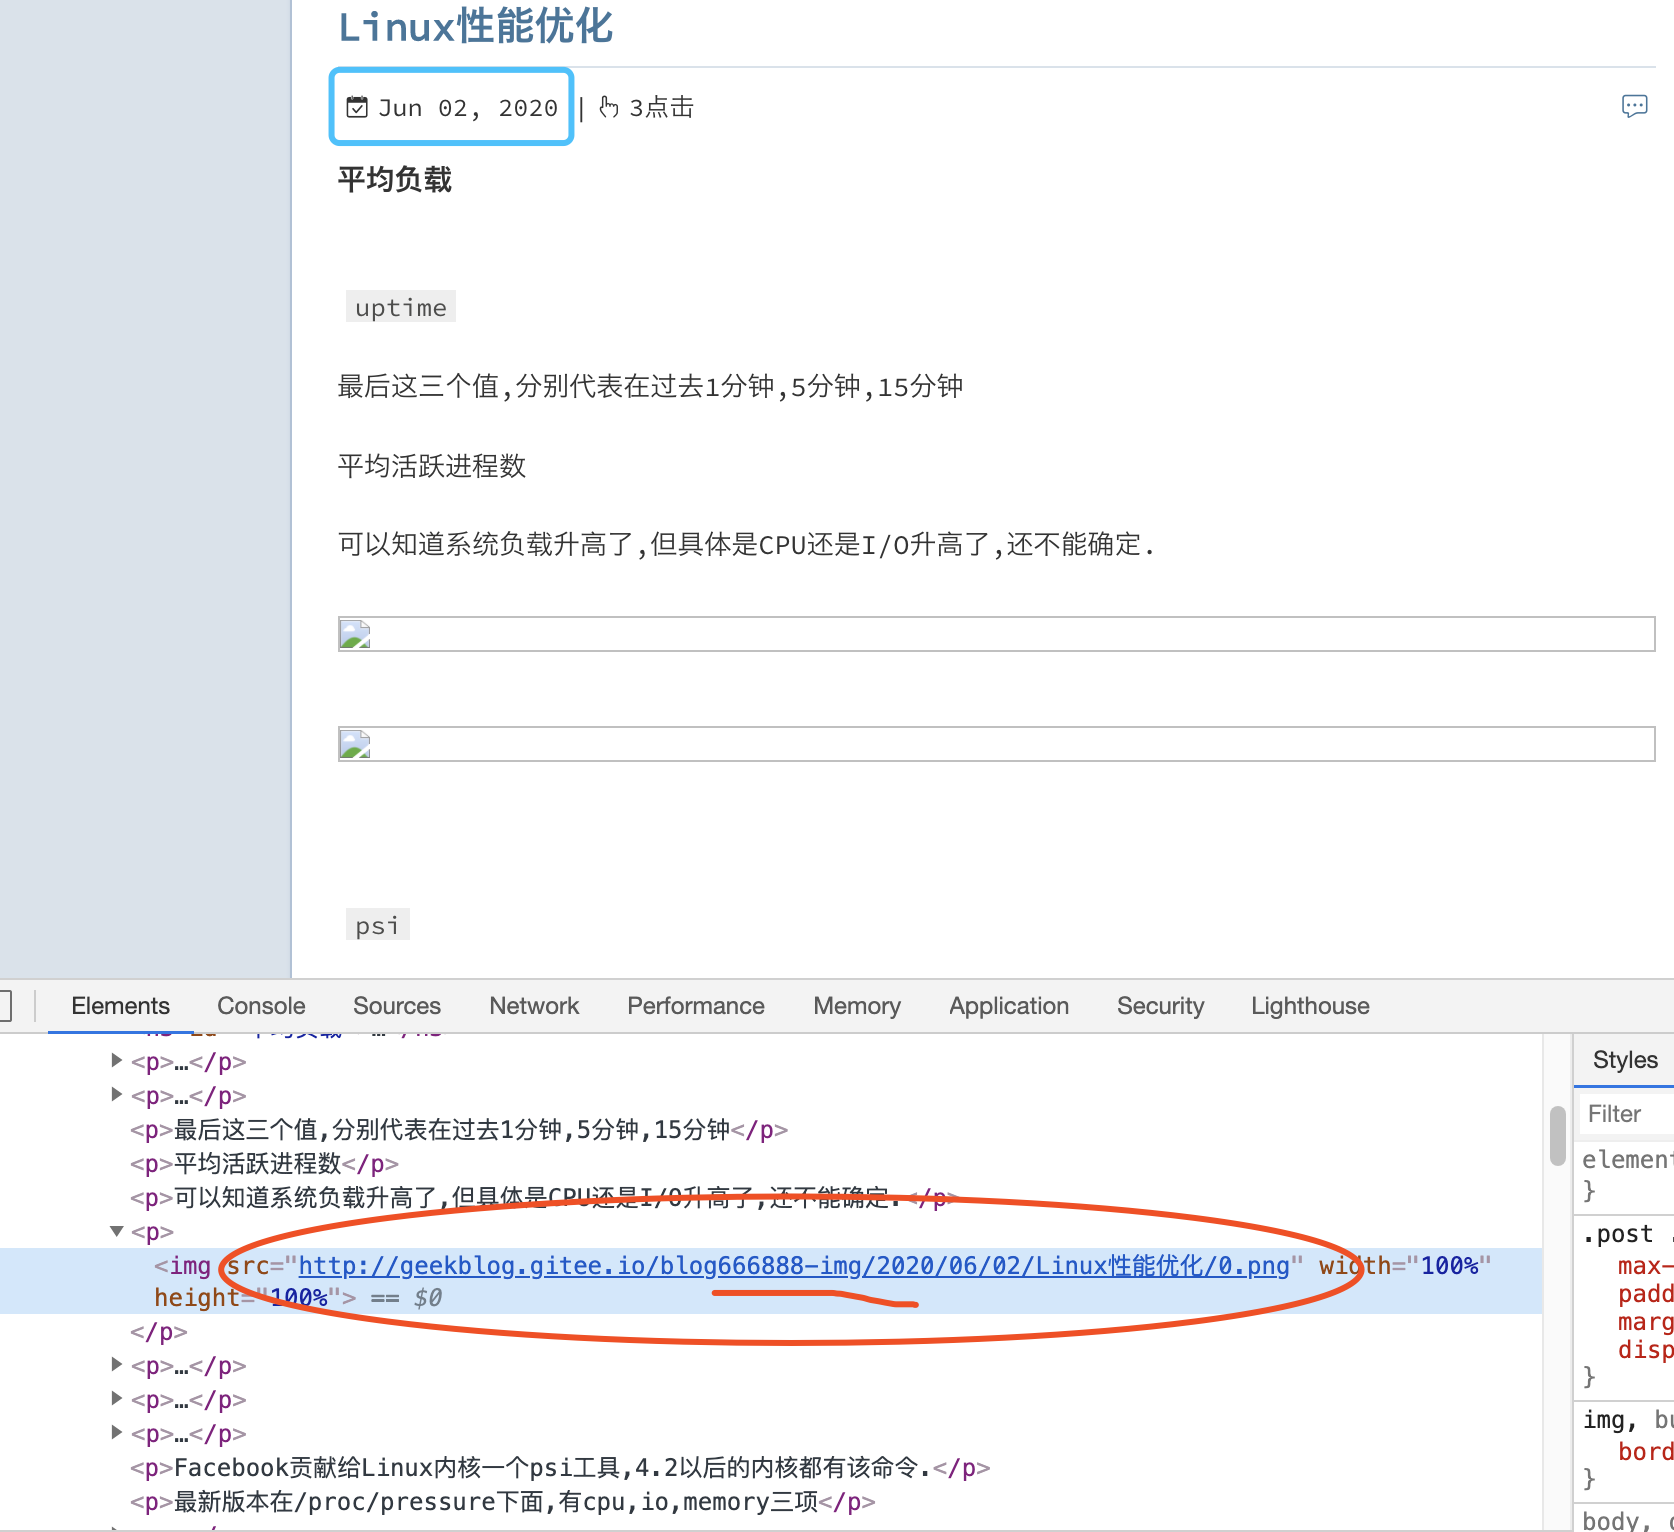 Linux性能优化
Jun 02, 2020 | 3点击
平均负载
uptime
最后这三个值,分别代表在过去1分钟,5分钟,15分钟
平均活跃进程数
可以知道系统负载升高了,但具体是CPU还是I/O升高了,还不能确定.
psi
Elements Console Sources Network Performance Memory Application Security Lighthouse
<p>…</p>
<p>…</p>
<p>最后这三个值,分别代表在过去1分钟,5分钟,15分钟</p>
<p>平均活跃进程数</p>
<p>可以知道系统负载升高了,但具体是CPU还是I/O升高了,还不能确定.</p>
<p>
<img src="http://geekblog.gitee.io/blog666888-img/2020/06/02/Linux性能优化/0.png" width="100%"
height="100%"> == $0
</p>
<p>…</p>
<p>…</p>
<p>…</p>
<p>Facebook贡献给Linux内核一个psi工具,4.2以后的内核都有该命令.</p>
<p>最新版本在/proc/pressure下面,有cpu,io,memory三项</p>
Styles
Filter
element
}
.post .
max-
padd
marg
disp
}
img, bu
bord
}
body,